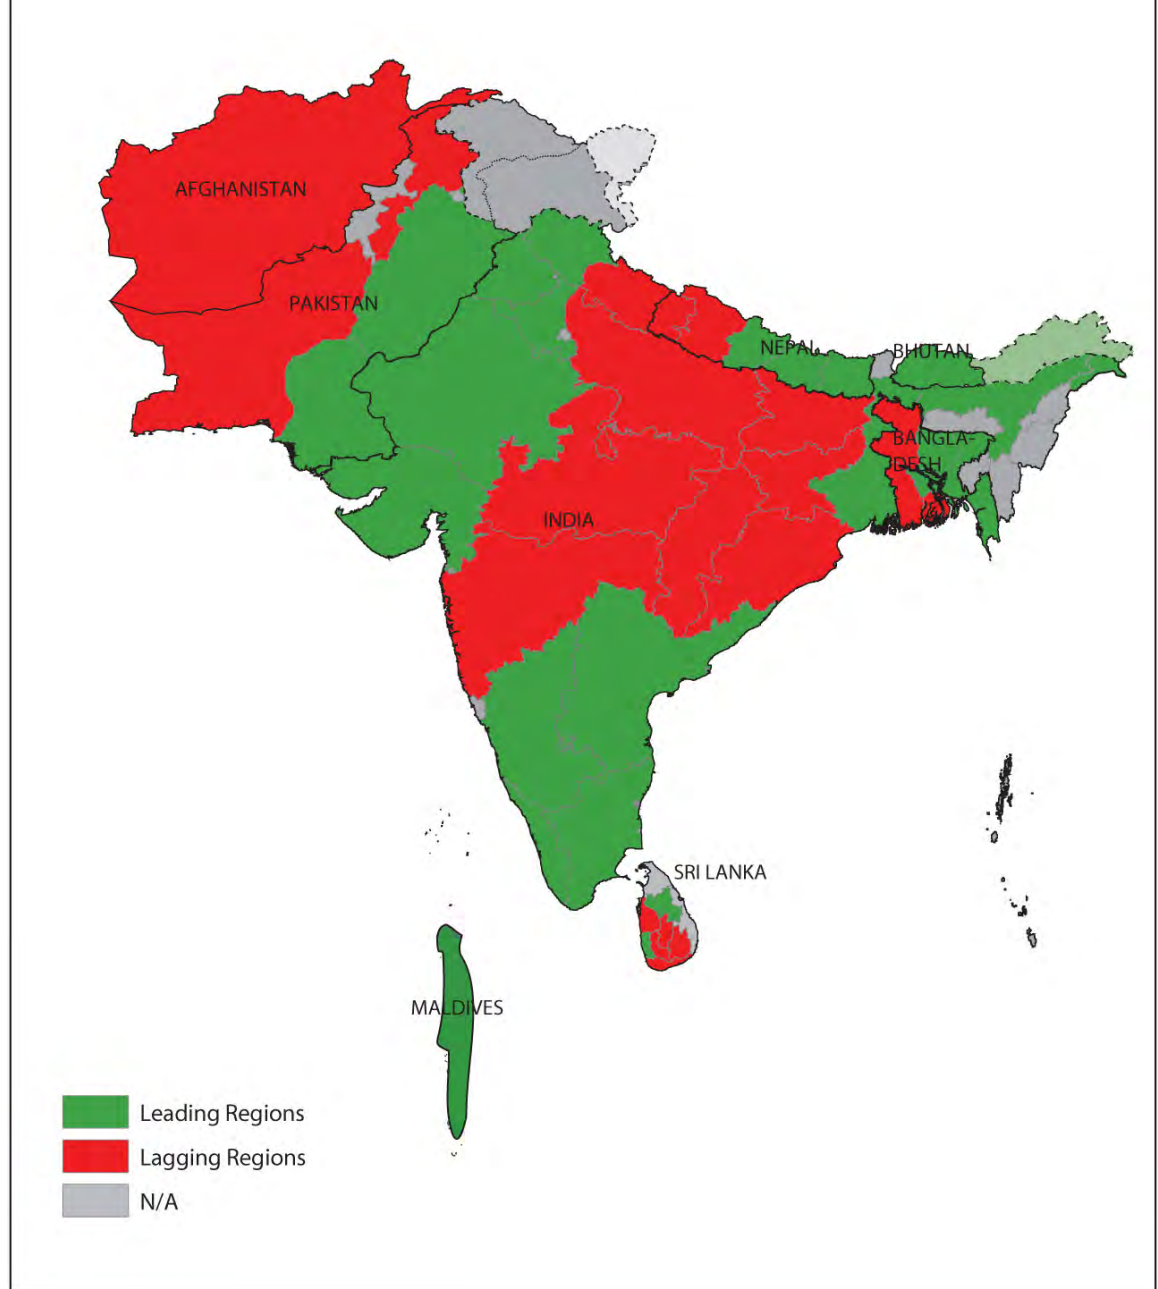 AFGHANISTAN
PAKISTAN
NEPAL
BHUTAN
BANGLA-
DESH
INDIA
SRI LANKA
MALDIVES
Leading Regions
Lagging Regions
N/A